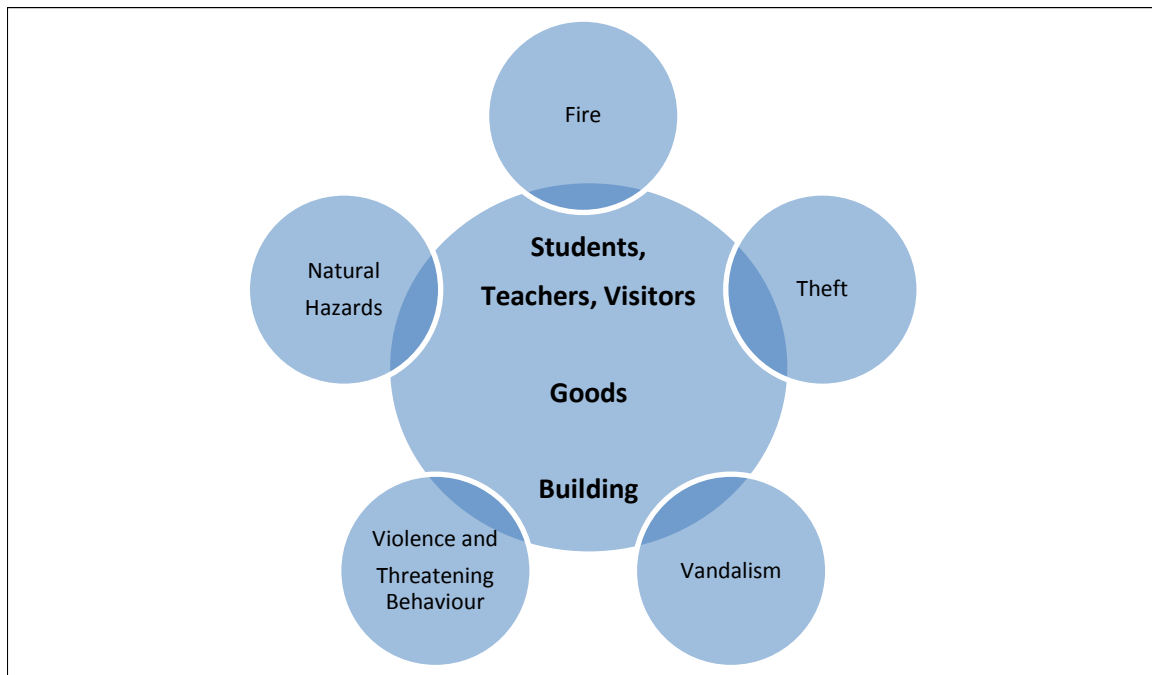 Fire
Students,
Teachers, Visitors
Goods
Building
Natural
Hazards
Theft
Violence and
Threatening
Behaviour
Vandalism